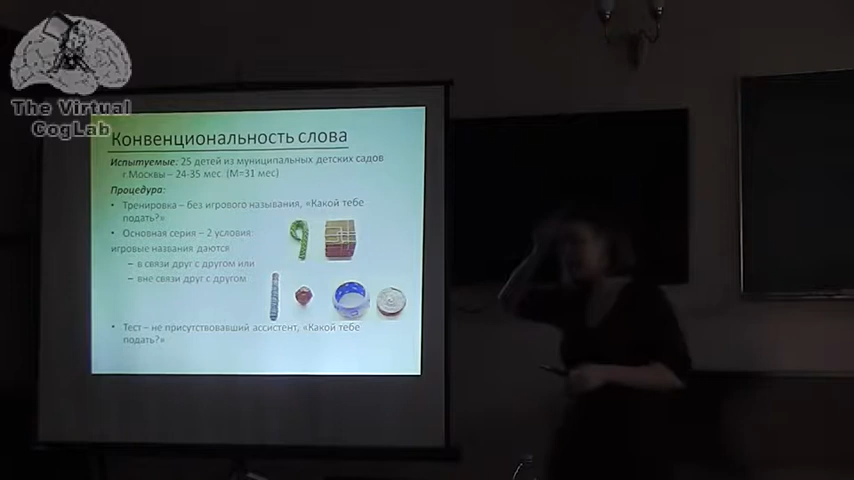 The Virtual
CogLab
Конвенциональность слова
Испытуемые: 25 детей из муниципальных детских садов
г.Москвы – 24-35 мес. (М=31 мес)
Процедура:
• Тренировка – без игрового называния, «Какой тебе
подать?»
• Основная серия – 2 условия:
игровые названия даются
– в связи друг с другом или
– вне связи друг с другом
• Тест – не присутствовавший ассистент, «Какой тебе
подать?»